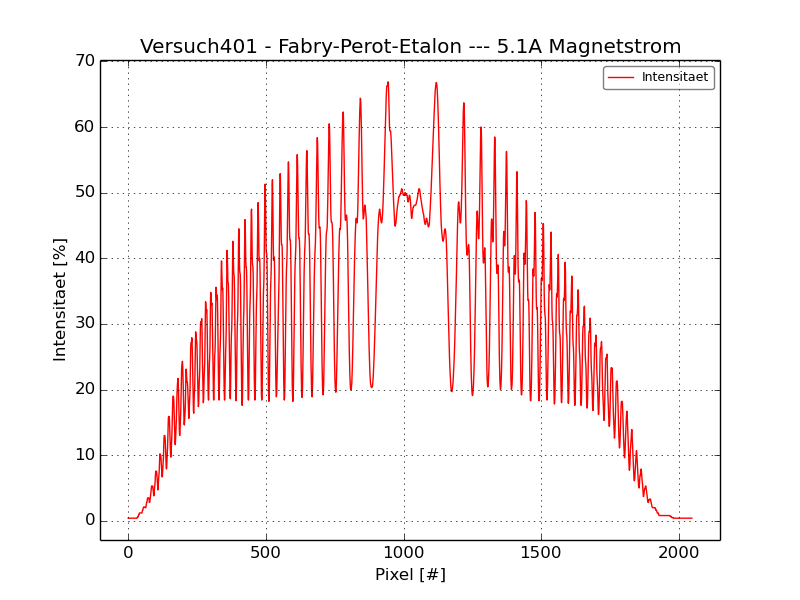 Versuch401 - Fabry-Perot-Etalon --- 5.1A Magnetstrom
Intensitaet
70
60
50
40
30
20
10
0
Intensitaet [%]
0 500 1000 1500 2000
Pixel [#]